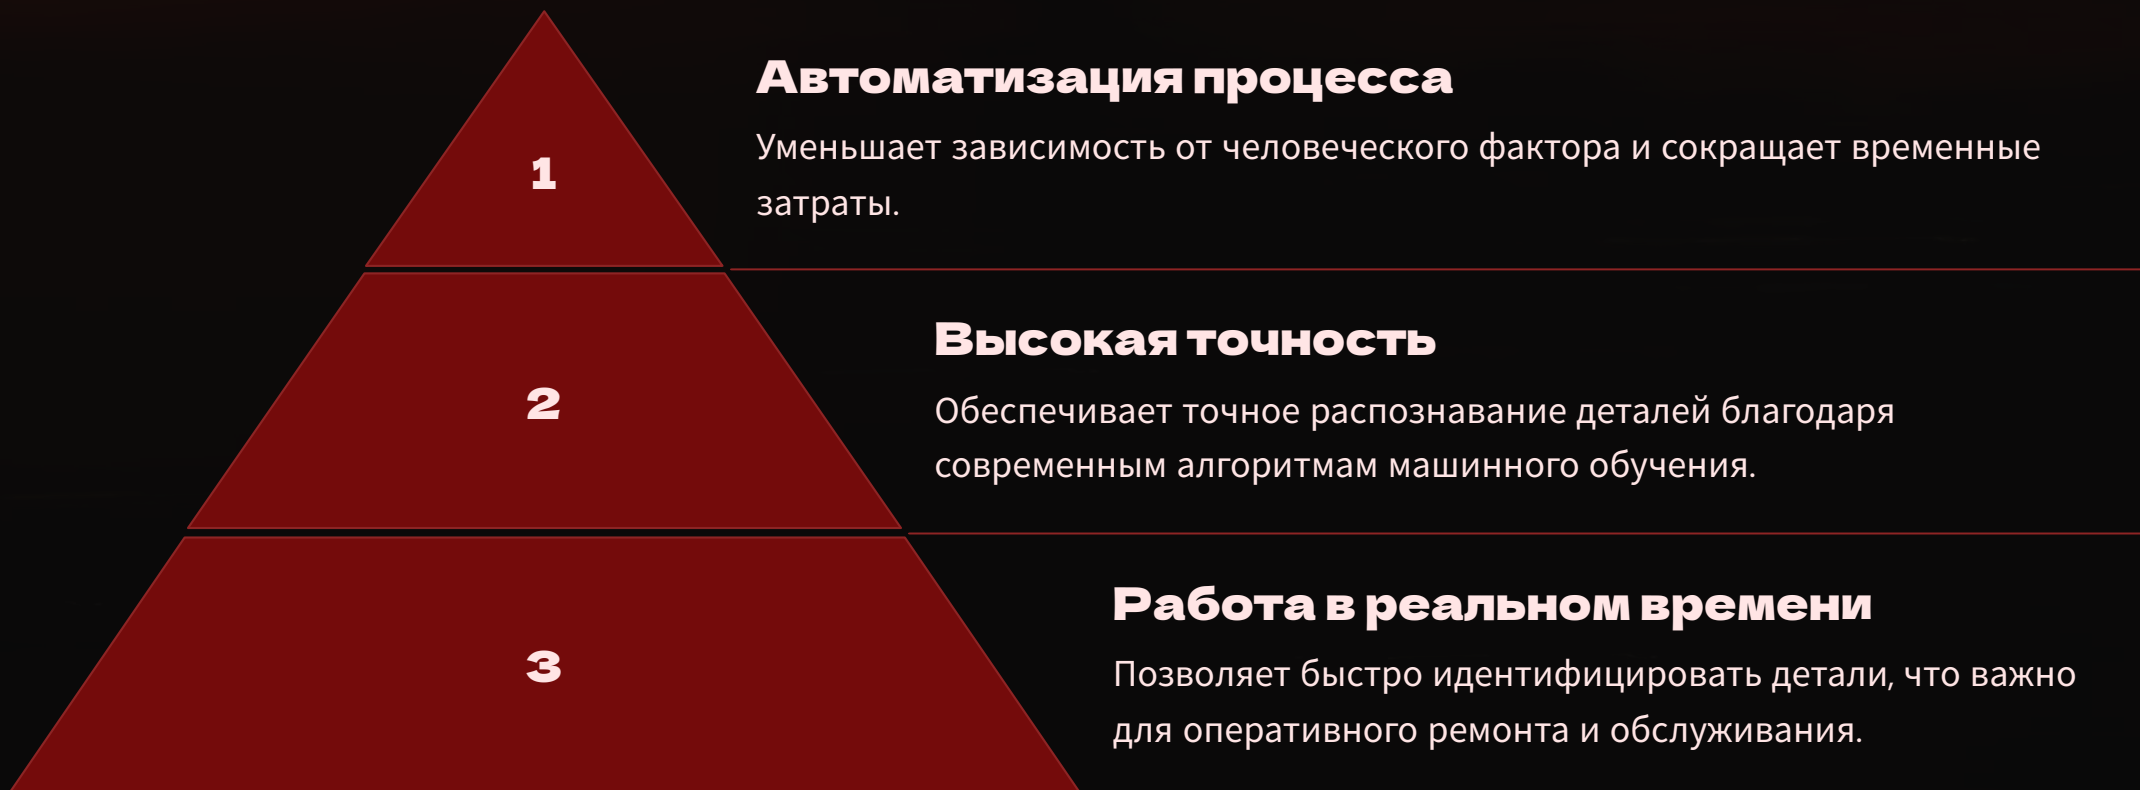 1
Автоматизация процесса
Уменьшает зависимость от человеческого фактора и сокращает временные
затраты.
2
Высокая точность
Обеспечивает точное распознавание деталей благодаря
современным алгоритмам машинного обучения.
3
Работа в реальном времени
Позволяет быстро идентифицировать детали, что важно
для оперативного ремонта и обслуживания.